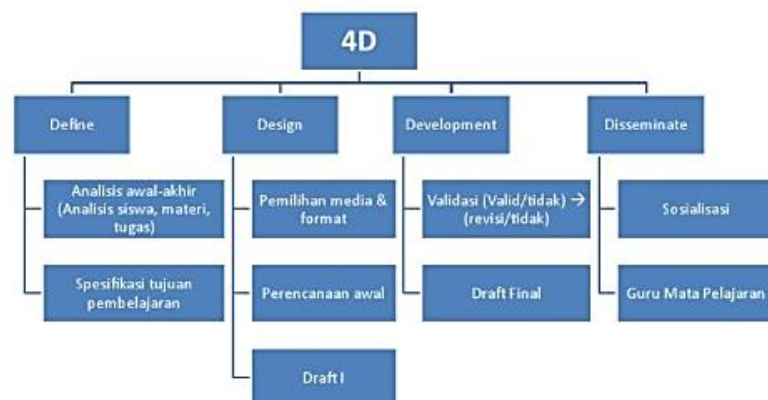 4D
Define
Design
Development
Disseminate
Analisis awal-akhir
(Analisis siswa, materi,
tugas)
Spesifikasi tujuan
pembelajaran
Pemilihan media &
format
Perencanaan awal
Draft I
Validasi (Valid/tidak) →
(revisi/tidak)
Draft Final
Sosialisasi
Guru Mata Pelajaran